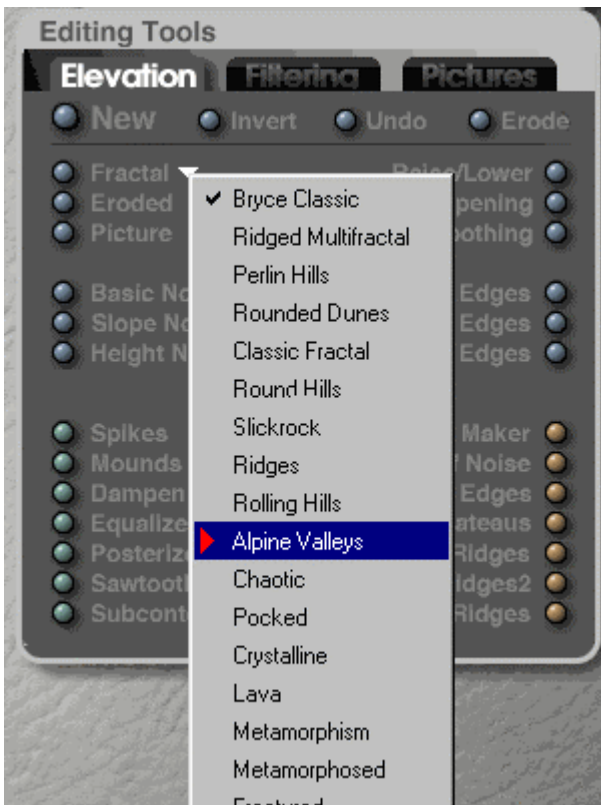 Editing Tools
Elevation Filtering Pictures
New Invert Undo Erode
Fractal Raise/Lower
Eroded pening
Picture oothing
Basic No Edges
Slope No Edges
Height N Edges
Spikes Maker
Mounds f Noise
Dampen Edges
Equalize ateaus
Posterize Ridges
Sawtooth idges2
Subcont Ridges
Bryce Classic
Ridged Multifractal
Perlin Hills
Rounded Dunes
Classic Fractal
Round Hills
Slickrock
Ridges
Rolling Hills
Alpine Valleys
Chaotic
Pocked
Crystalline
Lava
Metamorphism
Metamorphosed
Fractured